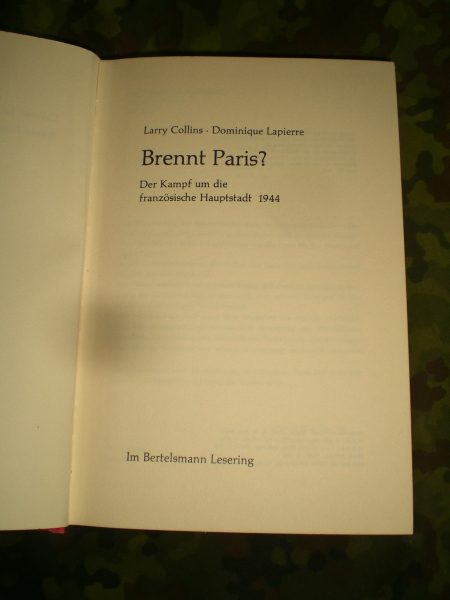 Larry Collins · Dominique Lapierre
Brennt Paris?
Der Kampf um die
französische Hauptstadt 1944
Im Bertelsmann Lesering